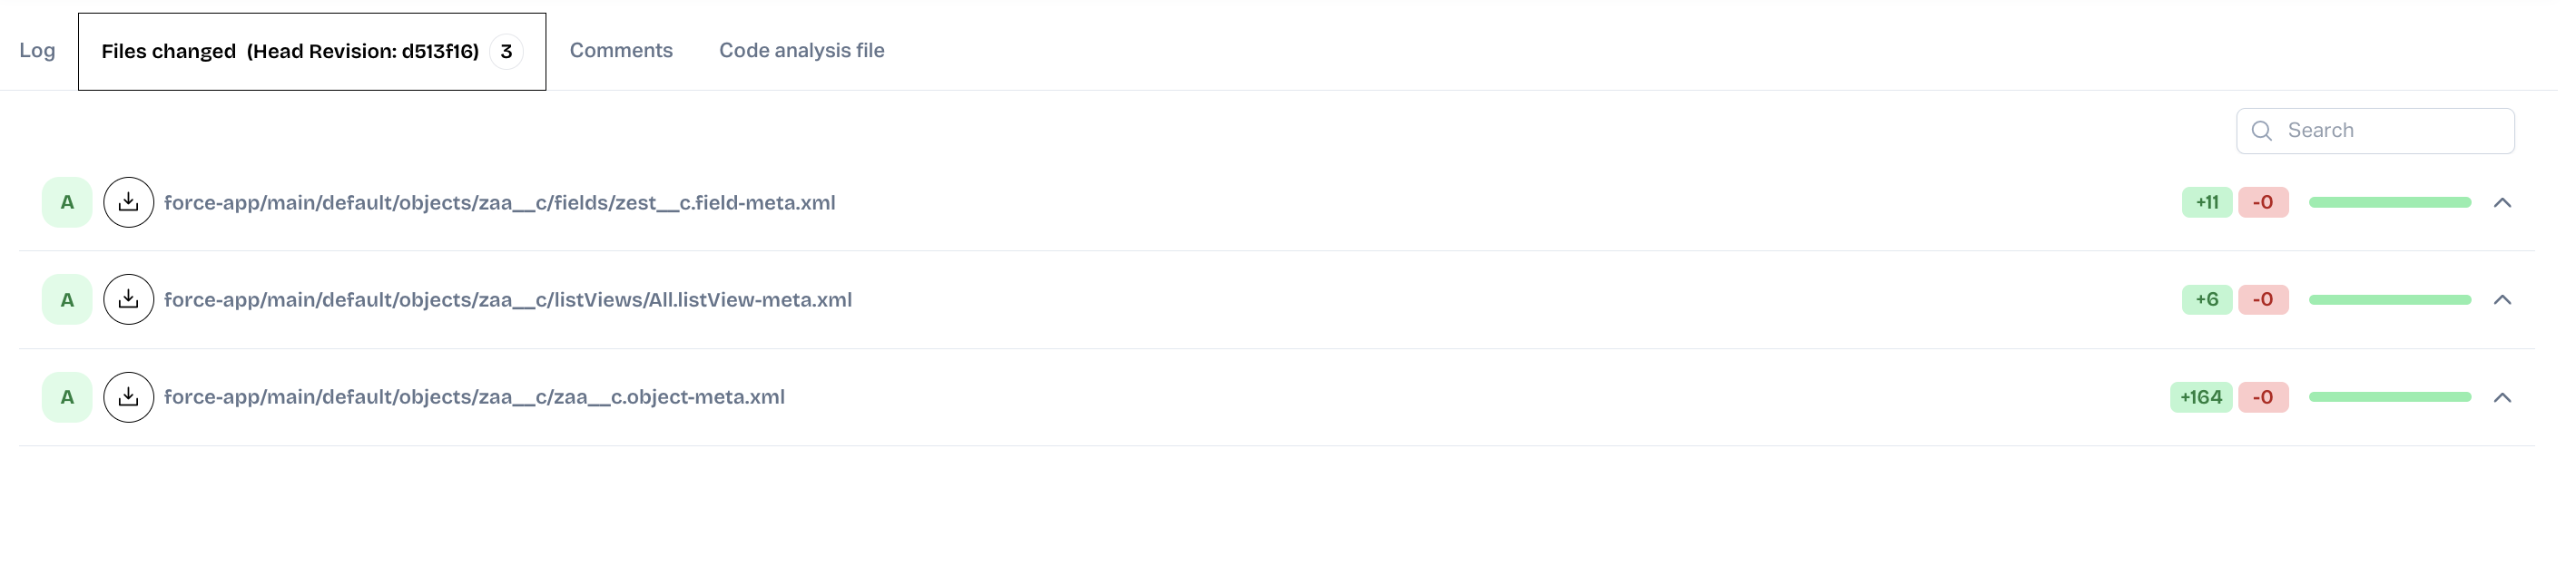 Log Files changed (Head Revision: d513f16) 3 Comments Code analysis file
Search
A force-app/main/default/objects/zaa__c/fields/zest__c.field-meta.xml +11 -0
A force-app/main/default/objects/zaa__c/listViews/All.listView-meta.xml +6 -0
A force-app/main/default/objects/zaa__c/zaa__c.object-meta.xml +164 -0